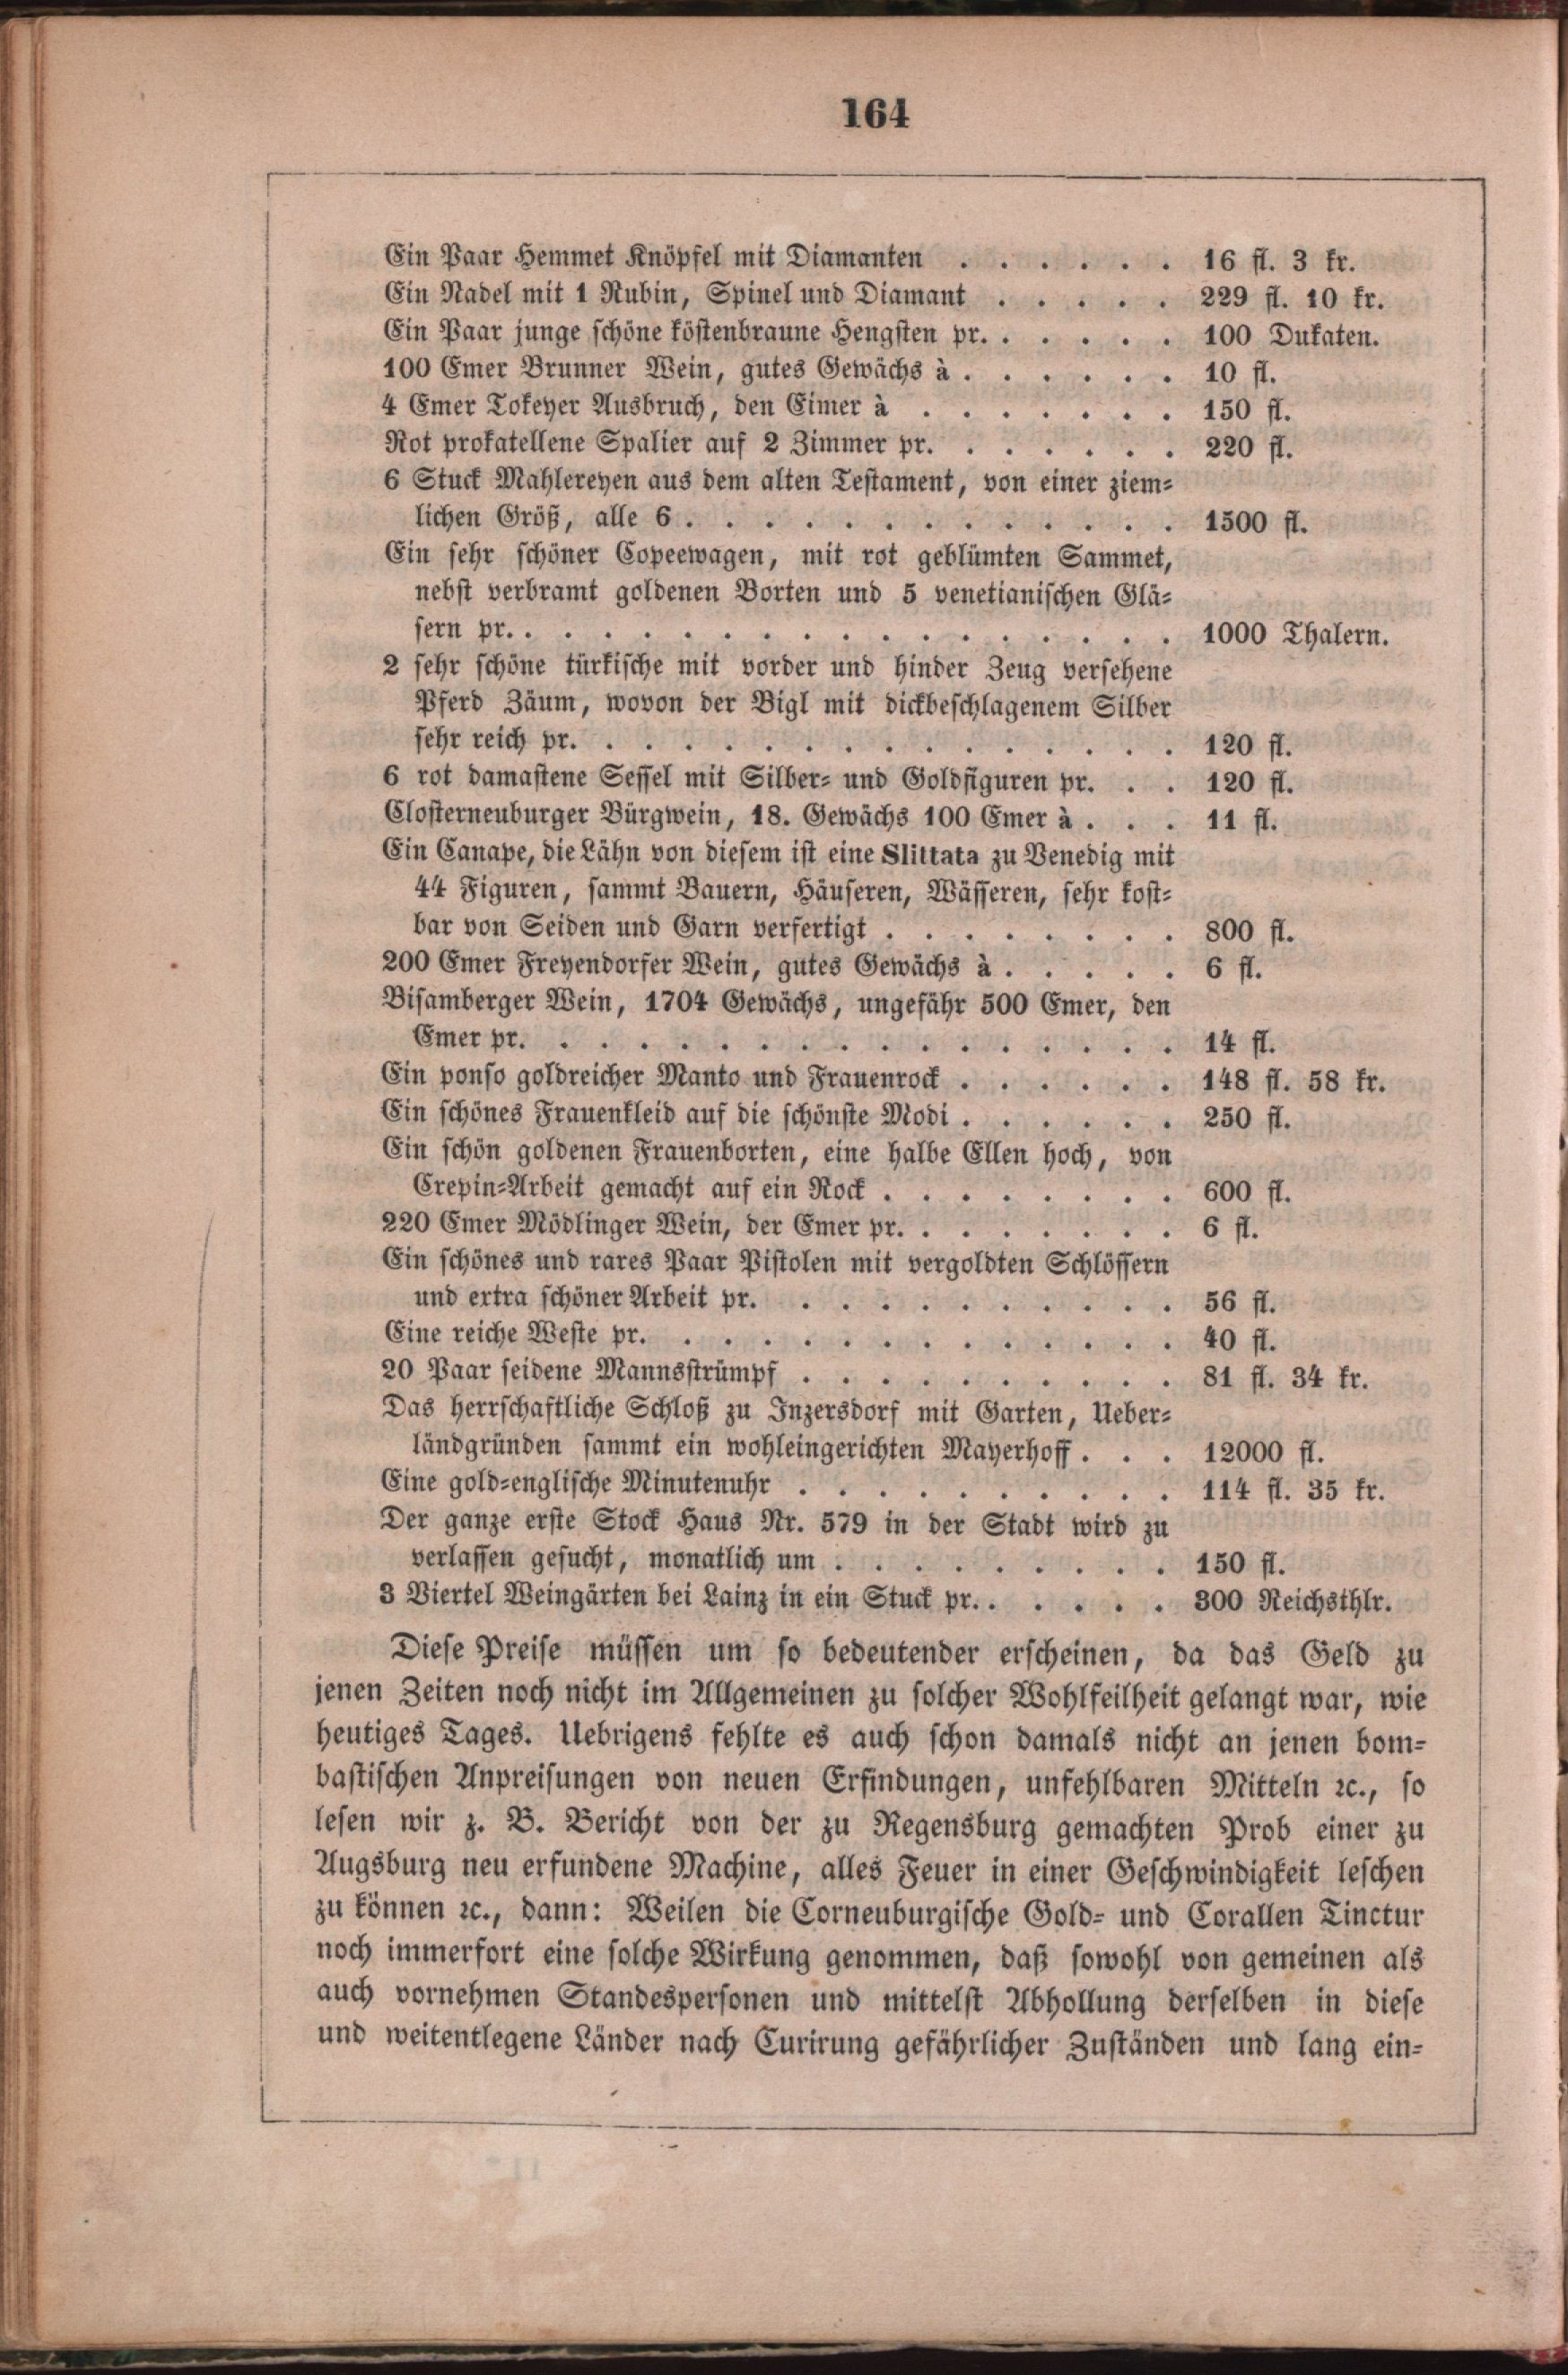 164
Ein Paar Hemmet Knöpfel mit Diamanten . . . . . . 16 fl. 3 kr.
Ein Nadel mit 1 Rubin, Spinel und Diamant . . . . . 229 fl. 10 kr.
Ein Paar junge schöne köstenbraune Hengsten pr. . . . . . 100 Dukaten.
100 Emer Brunner Wein, gutes Gewächs à . . . . . . 10 fl.
4 Emer Tokeyer Ausbruch, den Eimer à . . . . . . . 150 fl.
Rot prokatellene Spalier auf 2 Zimmer pr. . . . . . . 220 fl.
6 Stuck Mahlereyen aus dem alten Testament, von einer ziem-
lichen Größ, alle 6 . . . . . . . . . . . . . 1500 fl.
Ein sehr schöner Copeewagen, mit rot geblümten Sammet,
nebst verbramt goldenen Borten und 5 venetianischen Glä-
sern pr. . . . . . . . . . . . . . . . . . 1000 Thalern.
2 sehr schöne türkische mit vorder und hinder Zeug versehene
Pferd Zäum, wovon der Bigl mit dickbeschlagenem Silber
sehr reich pr. . . . . . . . . . . . . . . . 120 fl.
6 rot damastene Sessel mit Silber- und Goldfiguren pr. . . 120 fl.
Closterneuburger Bürgwein, 18. Gewächs 100 Emer à . . . 11 fl.
Ein Canape, die Lähn von diesem ist eine Slittata zu Venedig mit
44 Figuren, sammt Bauern, Häuseren, Wässeren, sehr kost-
bar von Seiden und Garn verfertigt . . . . . . . . 800 fl.
200 Emer Freyendorfer Wein, gutes Gewächs à . . . . . 6 fl.
Bisamberger Wein, 1704 Gewächs, ungefähr 500 Emer, den
Emer pr. . . . . . . . . . . . . . . . . 14 fl.
Ein ponso goldreicher Manto und Frauenrock . . . . . . 148 fl. 58 kr.
Ein schönes Frauenkleid auf die schönste Modi . . . . . . 250 fl.
Ein schön goldenen Frauenborten, eine halbe Ellen hoch, von
Crepin-Arbeit gemacht auf ein Rock . . . . . . . . 600 fl.
220 Emer Mödlinger Wein, der Emer pr. . . . . . . . 6 fl.
Ein schönes und rares Paar Pistolen mit vergoldten Schlössern
und extra schöner Arbeit pr. . . . . . . . . . . 56 fl.
Eine reiche Weste pr. . . . . . . . . . . . . . 40 fl.
20 Paar seidene Mannsstrümpf . . . . . . . . . . 81 fl. 34 kr.
Das herrschaftliche Schloß zu Inzersdorf mit Garten, Ueber-
ländgründen sammt ein wohleingerichten Mayerhoff . . . 12000 fl.
Eine gold-englische Minutenuhr . . . . . . . . . . 114 fl. 35 kr.
Der ganze erste Stock Haus Nr. 579 in der Stadt wird zu
verlassen gesucht, monatlich um . . . . . . . . . 150 fl.
3 Viertel Weingärten bei Lainz in ein Stuck pr. . . . . . 300 Reichsthlr.
Diese Preise müssen um so bedeutender erscheinen, da das Geld zu
jenen Zeiten noch nicht im Allgemeinen zu solcher Wohlfeilheit gelangt war, wie
heutiges Tages. Uebrigens fehlte es auch schon damals nicht an jenen bom-
bastischen Anpreisungen von neuen Erfindungen, unfehlbaren Mitteln ꝛc., so
lesen wir z. B. Bericht von der zu Regensburg gemachten Prob einer zu
Augsburg neu erfundene Machine, alles Feuer in einer Geschwindigkeit leschen
zu können ꝛc., dann: Weilen die Corneuburgische Gold- und Corallen Tinctur
noch immerfort eine solche Wirkung genommen, daß sowohl von gemeinen als
auch vornehmen Standespersonen und mittelst Abhollung derselben in diese
und weitentlegene Länder nach Curirung gefährlicher Zuständen und lang ein-